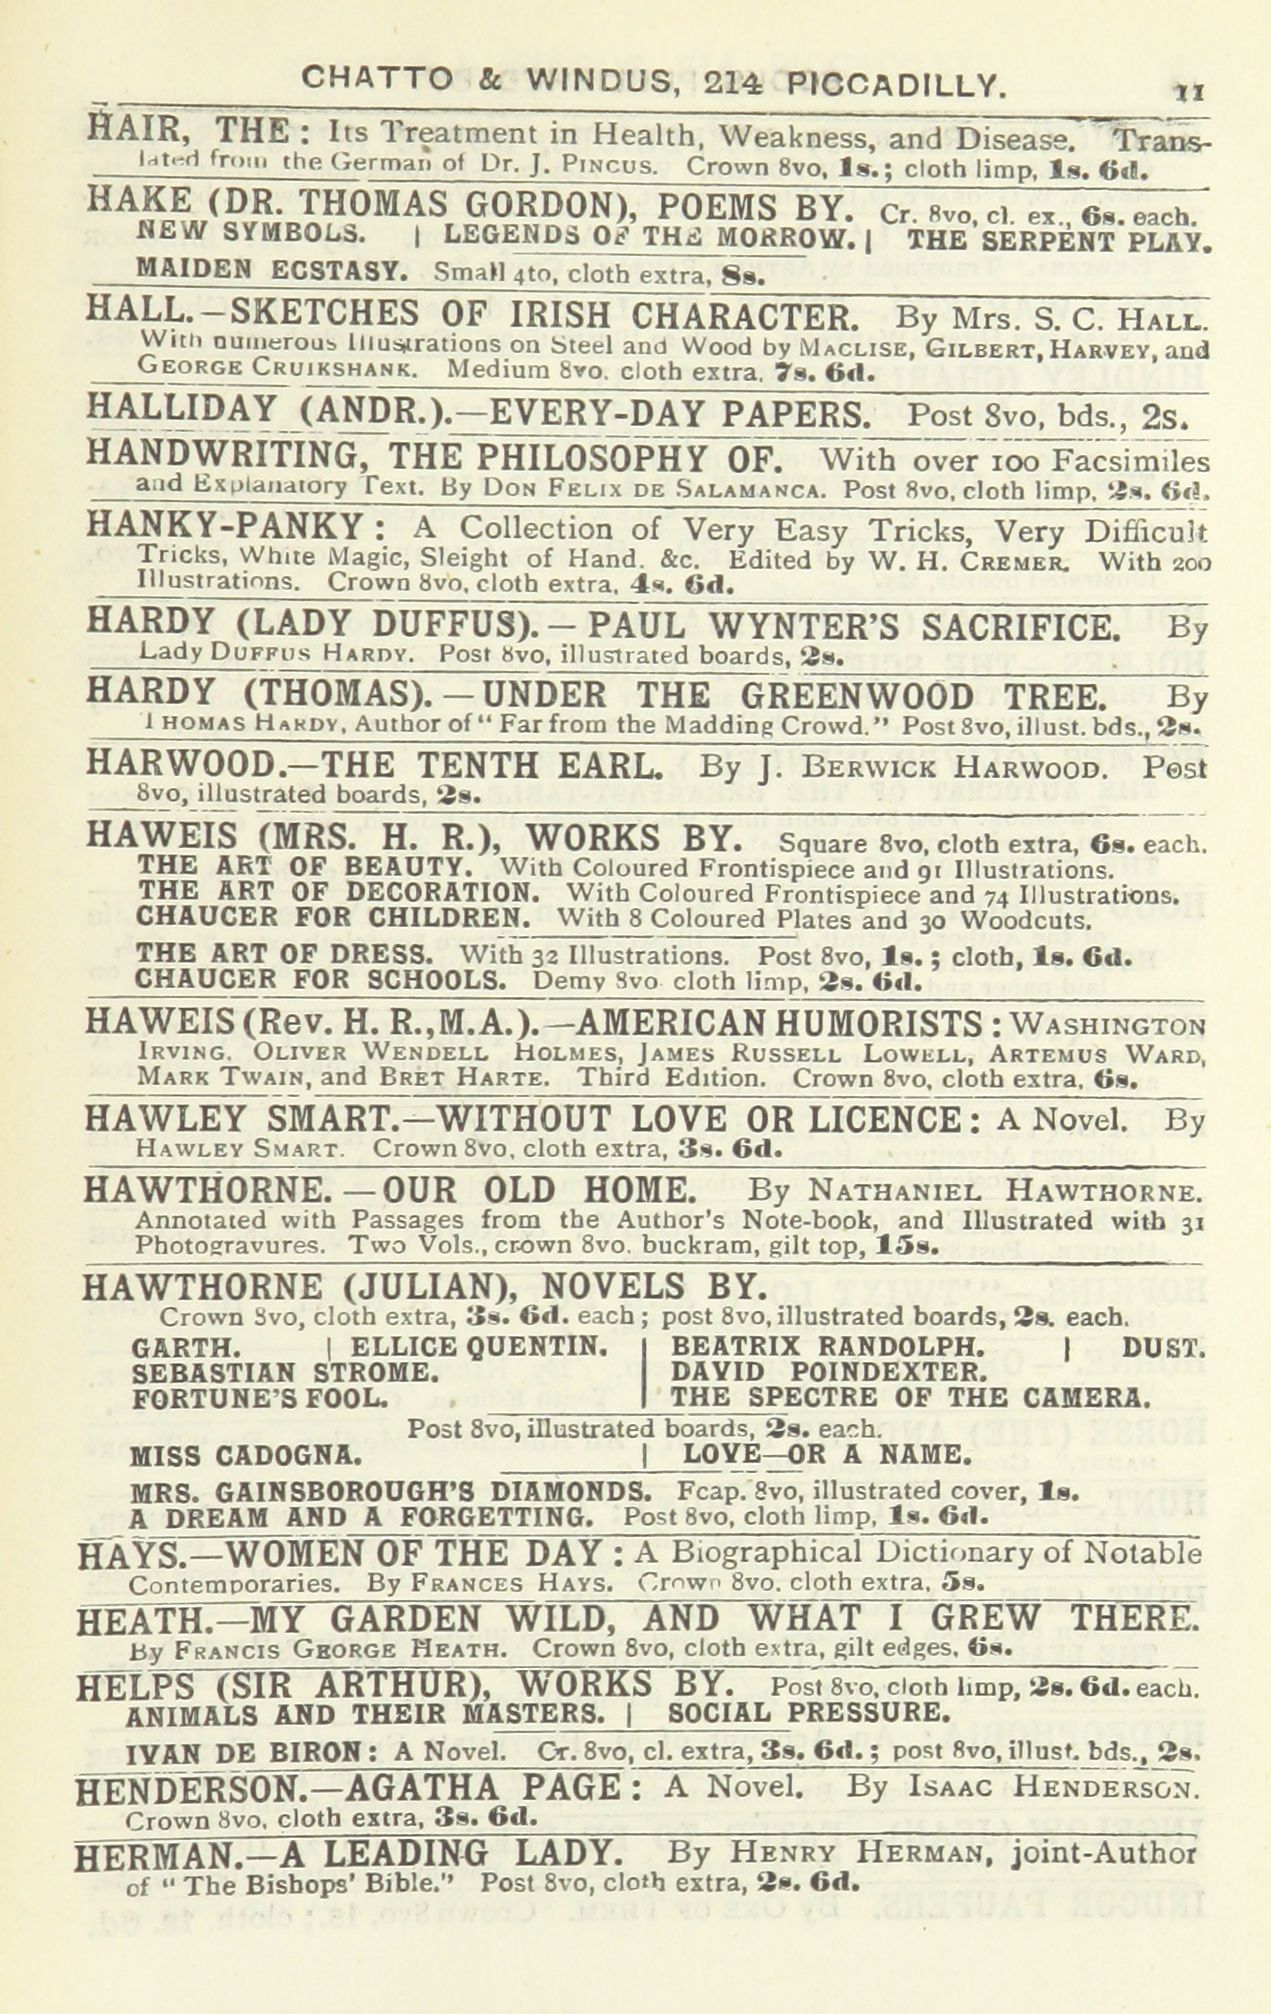 CHATTO & WINDUS, 214 PICCADILLY. 11
HAIR, THE: Its Treatment in Health, Weakness, and Disease. Trans-
lated from the German of Dr. J. PINCUS. Crown 8vo, 1s.; cloth limp, 1s. 6d.
HAKE (DR. THOMAS GORDON), POEMS BY. Cr. 8vo, cl. ex., 6s. each.
NEW SYMBOLS. | LEGENDS OF THE MORROW. | THE SERPENT PLAY.
MAIDEN ECSTASY. Small 4to, cloth extra, 8s.
HALL.—SKETCHES OF IRISH CHARACTER. By Mrs. S. C. HALL.
With numerous Illustrations on Steel and Wood by MACLISE, GILBERT, HARVEY, and
GEORGE CRUIKSHANK. Medium 8vo. cloth extra, 7s. 6d.
HALLIDAY (ANDR.).—EVERY-DAY PAPERS. Post 8vo, bds., 2s.
HANDWRITING, THE PHILOSOPHY OF. With over 100 Facsimiles
and Explanatory Text. By DON FELIX DE SALAMANCA. Post 8vo, cloth limp, 2s. 6d.
HANKY-PANKY: A Collection of Very Easy Tricks, Very Difficult
Tricks, White Magic, Sleight of Hand. &c. Edited by W. H. CREMER. With 200
Illustrations. Crown 8vo, cloth extra, 4s. 6d.
HARDY (LADY DUFFUS).—PAUL WYNTER'S SACRIFICE. By
Lady DUFFUS HARDY. Post 8vo, illustrated boards, 2s.
HARDY (THOMAS).—UNDER THE GREENWOOD TREE. By
THOMAS HARDY, Author of "Far from the Madding Crowd." Post 8vo, illust. bds., 2s.
HARWOOD.—THE TENTH EARL. By J. BERWICK HARWOOD. Post
8vo, illustrated boards, 2s.
HAWEIS (MRS. H. R.), WORKS BY. Square 8vo, cloth extra, 6s. each.
THE ART OF BEAUTY. With Coloured Frontispiece and 91 Illustrations.
THE ART OF DECORATION. With Coloured Frontispiece and 74 Illustrations.
CHAUCER FOR CHILDREN. With 8 Coloured Plates and 30 Woodcuts.
THE ART OF DRESS. With 32 Illustrations. Post 8vo, 1s.; cloth, 1s. 6d.
CHAUCER FOR SCHOOLS. Demy 8vo cloth limp, 2s. 6d.
HAWEIS (Rev. H. R., M.A.).—AMERICAN HUMORISTS: WASHINGTON
IRVING, OLIVER WENDELL HOLMES, JAMES RUSSELL LOWELL, ARTEMUS WARD,
MARK TWAIN, and BRET HARTE. Third Edition. Crown 8vo, cloth extra, 6s.
HAWLEY SMART.—WITHOUT LOVE OR LICENCE: A Novel. By
HAWLEY SMART. Crown 8vo, cloth extra, 3s. 6d.
HAWTHORNE.—OUR OLD HOME. By NATHANIEL HAWTHORNE.
Annotated with Passages from the Author's Note-book, and Illustrated with 31
Photogravures. Two Vols., crown 8vo. buckram, gilt top, 15s.
HAWTHORNE (JULIAN), NOVELS BY.
Crown 8vo, cloth extra, 3s. 6d. each; post 8vo, illustrated boards, 2s. each.
GARTH. | ELLICE QUENTIN. | BEATRIX RANDOLPH. | DUST.
SEBASTIAN STROME. | DAVID POINDEXTER.
FORTUNE'S FOOL. | THE SPECTRE OF THE CAMERA.
Post 8vo, illustrated boards, 2s. each.
MISS CADOGNA. | LOVE—OR A NAME.
MRS. GAINSBOROUGH'S DIAMONDS. Fcap. 8vo, illustrated cover, 1s.
A DREAM AND A FORGETTING. Post 8vo, cloth limp, 1s. 6d.
HAYS.—WOMEN OF THE DAY: A Biographical Dictionary of Notable
Contemporaries. By FRANCES HAYS. Crown 8vo. cloth extra, 5s.
HEATH.—MY GARDEN WILD, AND WHAT I GREW THERE.
By FRANCIS GEORGE HEATH. Crown 8vo, cloth extra, gilt edges, 6s.
HELPS (SIR ARTHUR), WORKS BY. Post 8vo, cloth limp, 2s. 6d. each.
ANIMALS AND THEIR MASTERS. | SOCIAL PRESSURE.
IVAN DE BIRON: A Novel. Cr. 8vo, cl. extra, 3s. 6d.; post 8vo, illust. bds., 2s.
HENDERSON.—AGATHA PAGE: A Novel. By ISAAC HENDERSON.
Crown 8vo, cloth extra, 3s. 6d.
HERMAN.—A LEADING LADY. By HENRY HERMAN, joint-Author
of "The Bishops' Bible." Post 8vo, cloth extra, 2s. 6d.